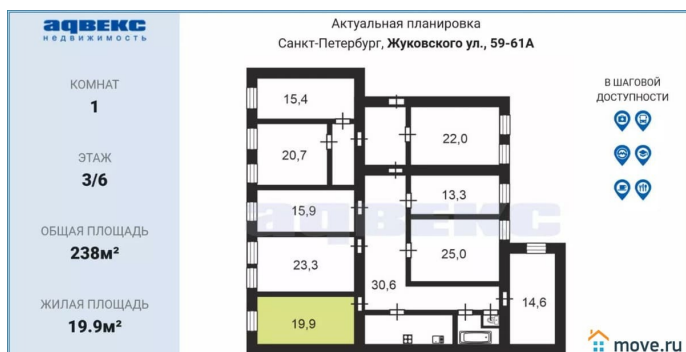 адвекс
НЕДВИЖИМОСТЬ
КОМНАТ
1
ЭТАЖ
3/6
ОБЩАЯ ПЛОЩАДЬ
238м²
ЖИЛАЯ ПЛОЩАДЬ
19.9м²
Актуальная планировка
Санкт-Петербург, Жуковского ул., 59-61А
15,4
20,7
22,0
13,3
15,9
адвекс
25,0
23,3
30,6
14,6
19,9
В ШАГОВОЙ
ДОСТУПНОСТИ
move.ru